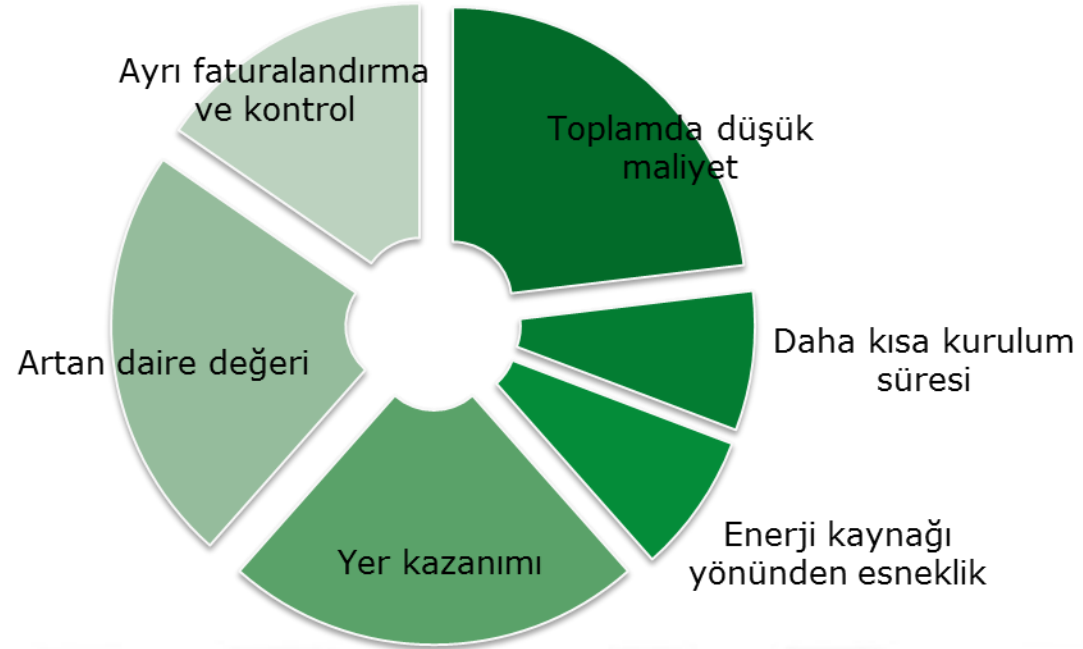 Ayrı faturalandırma
ve kontrol
Toplamda düşük
maliyet
Daha kısa kurulum
süresi
Enerji kaynağı
yönünden esneklik
Yer kazanımı
Artan daire değeri